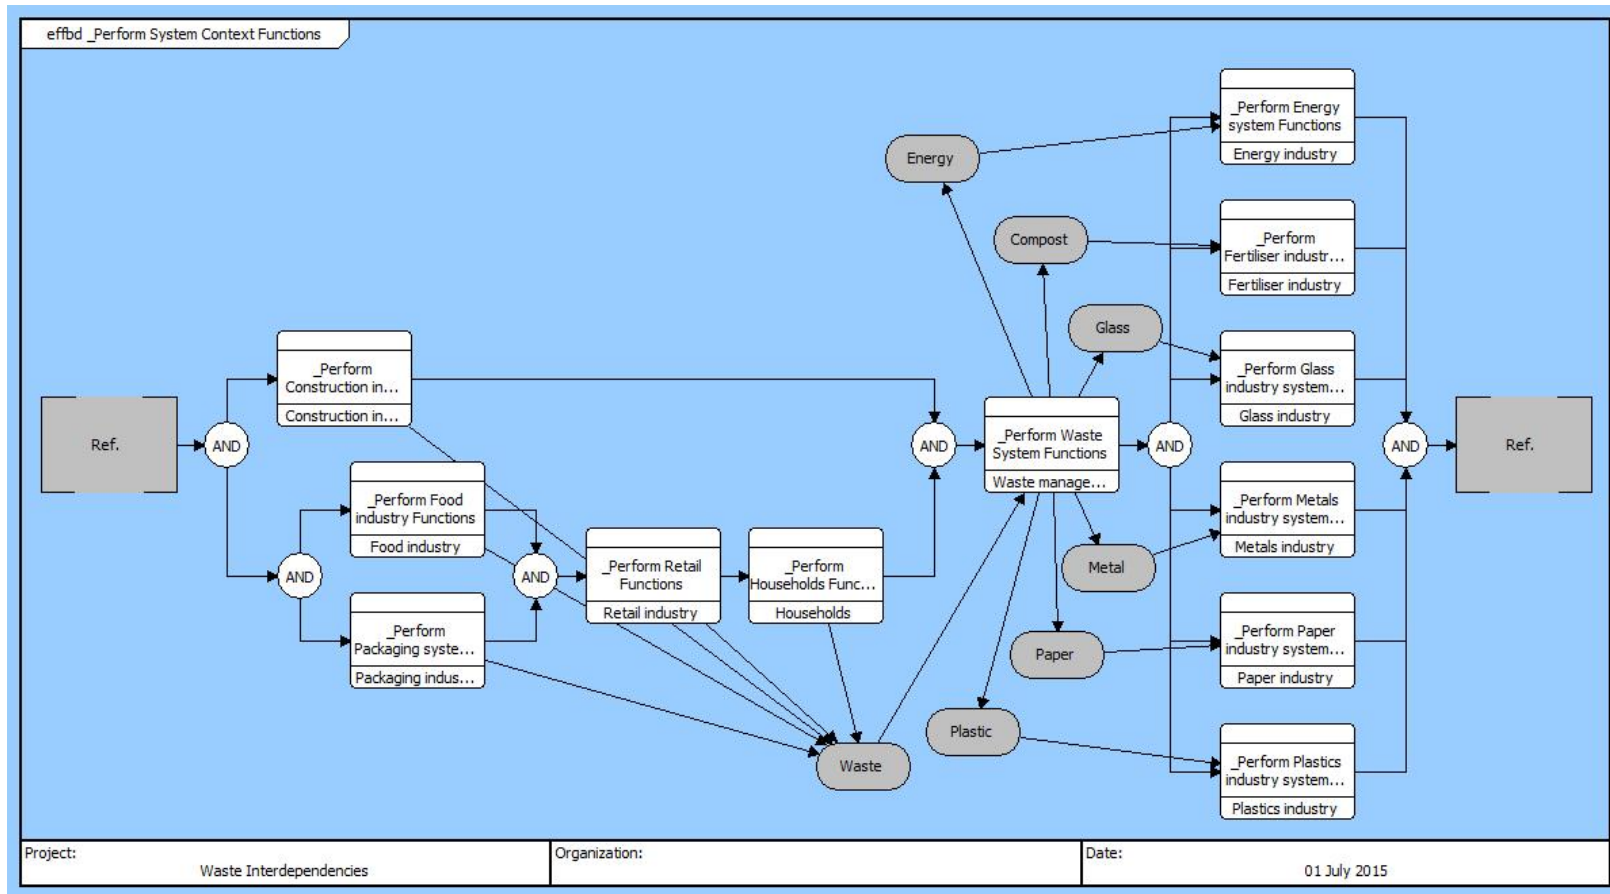 effbd _Perform System Context Functions
Ref.
AND
_Perform
Construction in...
Construction in...
AND
_Perform Food
industry Functions
Food industry
_Perform
Packaging syste...
Packaging indus...
AND
_Perform Retail
Functions
Retail industry
_Perform
Households Func...
Households
Waste
AND
_Perform Waste
System Functions
Waste manage...
Energy
Compost
Glass
Metal
Paper
Plastic
AND
_Perform Energy
system Functions
Energy industry
_Perform
Fertiliser industr...
Fertiliser industry
_Perform Glass
industry system...
Glass industry
_Perform Metals
industry system...
Metals industry
_Perform Paper
industry system...
Paper industry
_Perform Plastics
industry system...
Plastics industry
AND
Ref.
Project:
Waste Interdependencies
Organization:
Date:
01 July 2015